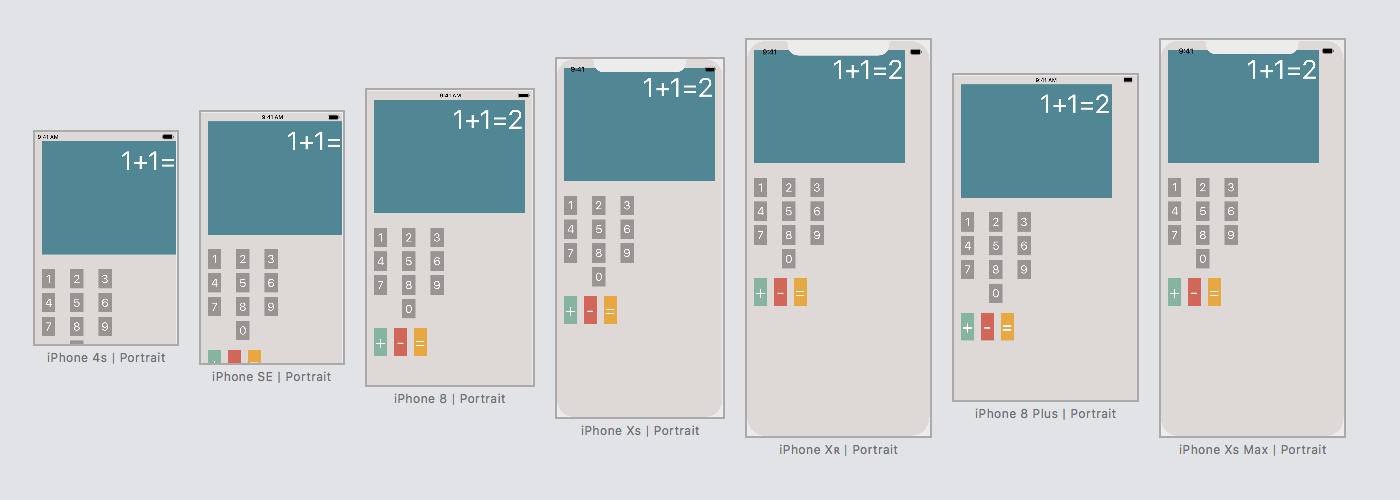 9:41 AM
1+1=
1 2 3
4 5 6
7 8 9
iPhone 4s | Portrait
9:41 AM
1+1=
1 2 3
4 5 6
7 8 9
0
iPhone SE | Portrait
9:41 AM
1+1=2
1 2 3
4 5 6
7 8 9
0
+ - =
iPhone 8 | Portrait
9:41
1+1=2
1 2 3
4 5 6
7 8 9
0
+ - =
iPhone Xs | Portrait
9:41
1+1=2
1 2 3
4 5 6
7 8 9
0
+ - =
iPhone Xʀ | Portrait
9:41 AM
1+1=2
1 2 3
4 5 6
7 8 9
0
+ - =
iPhone 8 Plus | Portrait
9:41
1+1=2
1 2 3
4 5 6
7 8 9
0
+ - =
iPhone Xs Max | Portrait